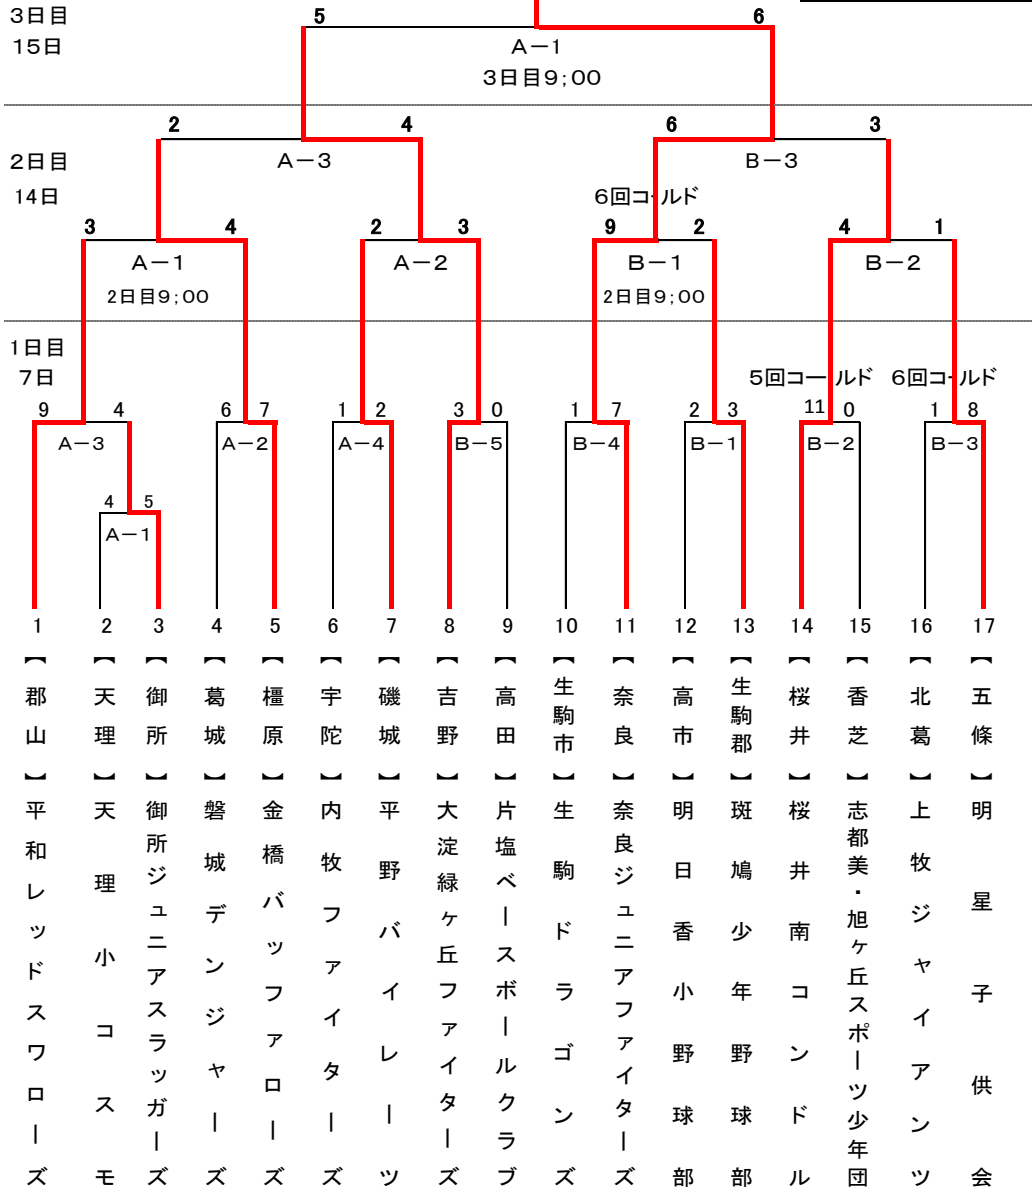 3日目
5 6
15日
A－1
3日目9；00
2 4 6 3
2日目
A－3 B－3
14日
6回コールド
3 4 2 3 9 2 4 1
A－1 A－2 B－1 B－2
2日目9；00 2日目9；00
1日目
7日
5回コールド 6回コールド
9 4 6 7 1 2 3 0 1 7 2 3 11 0 1 8
A－3 A－2 A－4 B－5 B－4 B－1 B－2 B－3
4 5
A－1
1 2 3 4 5 6 7 8 9 10 11 12 13 14 15 16 17
【郡山】平和レッドスワローズ
【天理】天理小コスモ
【御所】御所ジュニアスラッガーズ
【葛城】磐城デンジャーズ
【橿原】金橋バッファローズ
【宇陀】内牧ファイターズ
【磯城】平野バイレーツ
【吉野】大淀緑ヶ丘ファイターズ
【高田】片塩ベースボールクラブ
【生駒市】生駒ドラゴンズ
【奈良】奈良ジュニアファイターズ
【高市】明日香小野球部
【生駒郡】斑鳩少年野球部
【桜井】桜井南コンドル
【香芝】志都美・旭ヶ丘スポーツ少年団
【北葛】上牧ジャイアンツ
【五條】明星子供会